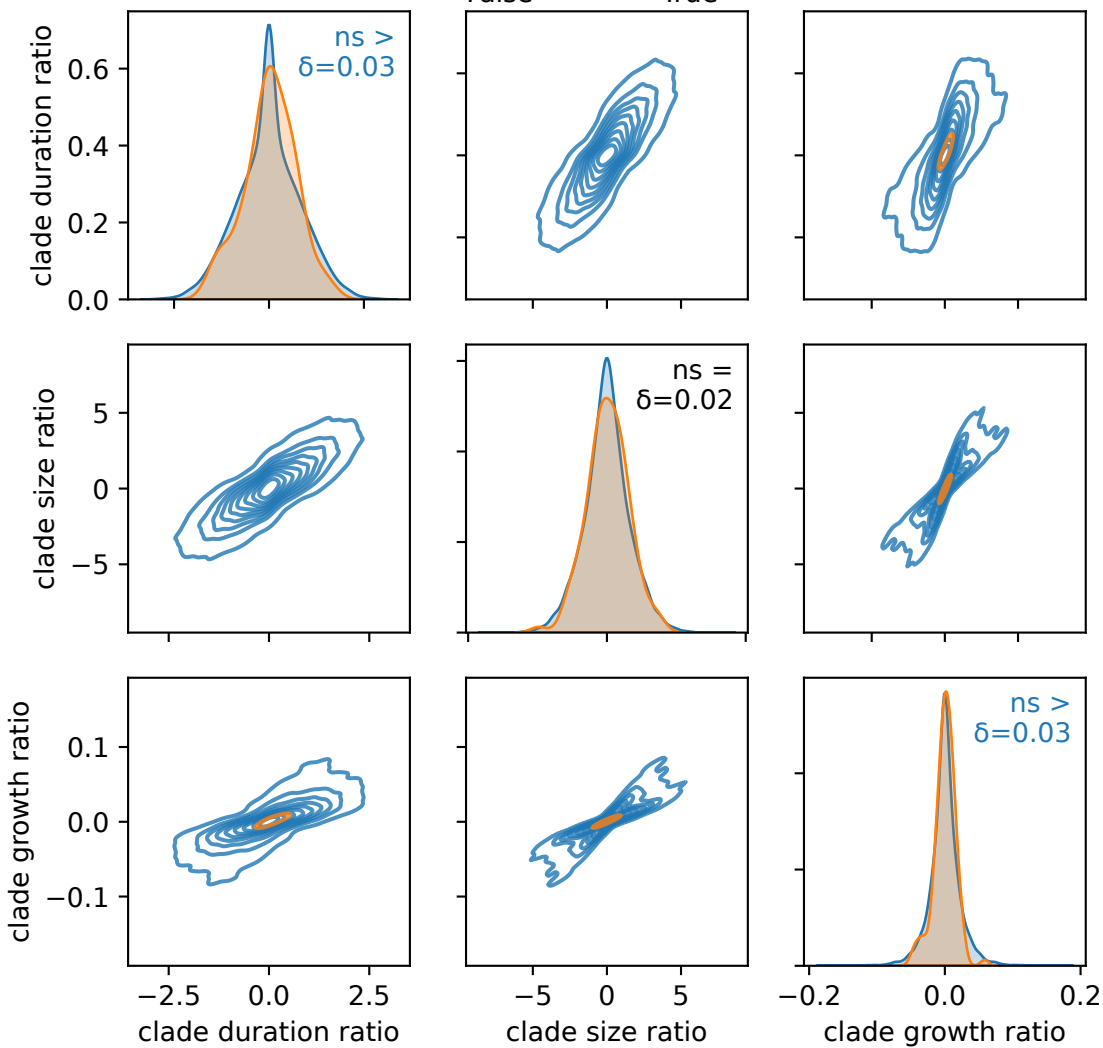 clade duration ratio
0.6
0.4
0.2
0.0
ns >
δ=0.03
clade size ratio
5
0
−5
ns =
δ=0.02
clade growth ratio
0.1
0.0
−0.1
ns >
δ=0.03
−2.5 0.0 2.5
−5 0 5
−0.2 0.0 0.2
clade duration ratio
clade size ratio
clade growth ratio